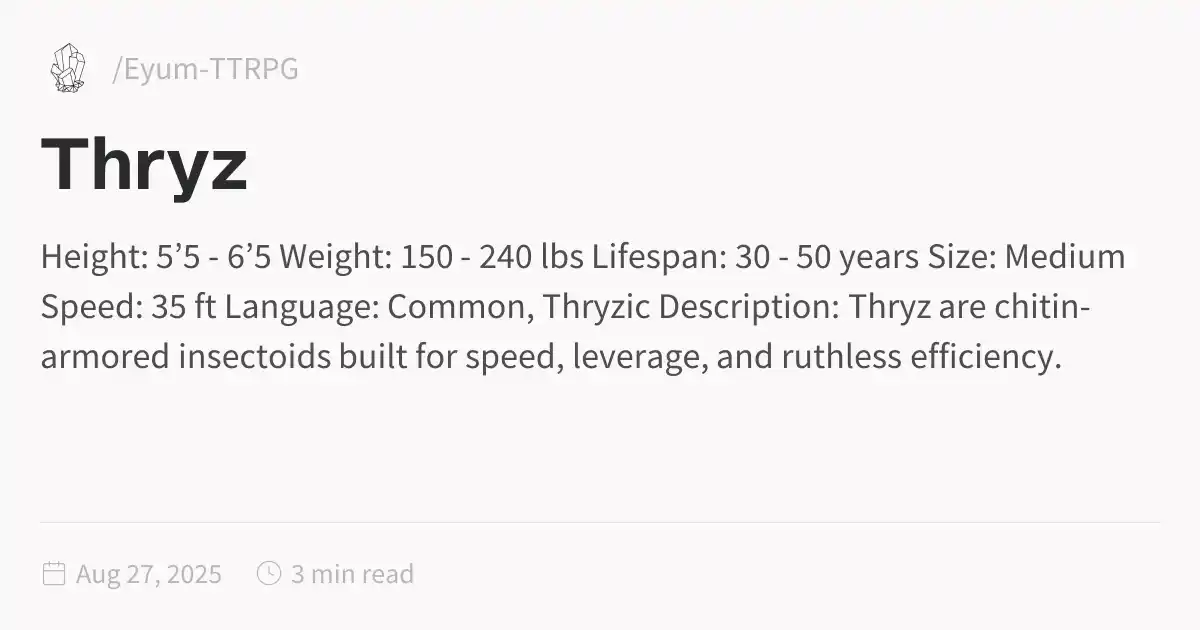 /Eyum-TTRPG
Thryz
Height: 5’5 - 6’5 Weight: 150 - 240 lbs Lifespan: 30 - 50 years Size: Medium
Speed: 35 ft Language: Common, Thryzic Description: Thryz are chitin-
armored insectoids built for speed, leverage, and ruthless efficiency.
Aug 27, 2025 3 min read